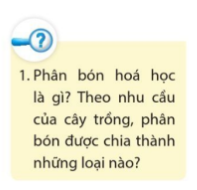 1. Phân bón hoá học
là gì? Theo nhu cầu
của cây trồng, phân
bón được chia thành
những loại nào?